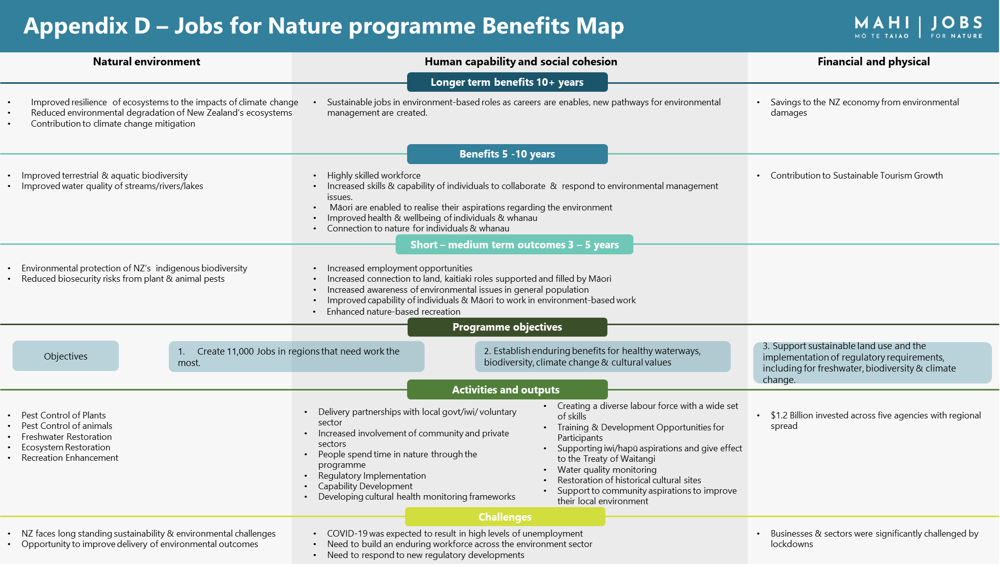 Appendix D – Jobs for Nature programme Benefits Map
MAHI | JOBS
MŌ TE TAIAO FOR NATURE
Natural environment
Human capability and social cohesion
Financial and physical
Longer term benefits 10+ years
• Improved resilience of ecosystems to the impacts of climate change
• Reduced environmental degradation of New Zealand's ecosystems
• Contribution to climate change mitigation
• Sustainable jobs in environment-based roles as careers are enables, new pathways for environmental
management are created.
• Savings to the NZ economy from environmental
damages
Benefits 5 -10 years
• Improved terrestrial & aquatic biodiversity
• Improved water quality of streams/rivers/lakes
• Highly skilled workforce
• Increased skills & capability of individuals to collaborate & respond to environmental management
issues.
• Māori are enabled to realise their aspirations regarding the environment
• Improved health & wellbeing of individuals & whanau
• Connection to nature for individuals & whanau
• Contribution to Sustainable Tourism Growth
Short – medium term outcomes 3 – 5 years
• Environmental protection of NZ's indigenous biodiversity
• Reduced biosecurity risks from plant & animal pests
• Increased employment opportunities
• Increased connection to land, kaitiaki roles supported and filled by Māori
• Increased awareness of environmental issues in general population
• Improved capability of individuals & Māori to work in environment-based work
• Enhanced nature-based recreation
Programme objectives
Objectives
1. Create 11,000 Jobs in regions that need work the
most.
2. Establish enduring benefits for healthy waterways,
biodiversity, climate change & cultural values
3. Support sustainable land use and the
implementation of regulatory requirements,
including for freshwater, biodiversity & climate
change.
Activities and outputs
• Pest Control of Plants
• Pest Control of animals
• Freshwater Restoration
• Ecosystem Restoration
• Recreation Enhancement
• Delivery partnerships with local govt/iwi/ voluntary
sector
• Increased involvement of community and private
sectors
• People spend time in nature through the
programme
• Regulatory Implementation
• Capability Development
• Developing cultural health monitoring frameworks
• Creating a diverse labour force with a wide set
of skills
• Training & Development Opportunities for
Participants
• Supporting iwi/hapū aspirations and give effect
to the Treaty of Waitangi
• Water quality monitoring
• Restoration of historical cultural sites
• Support to community aspirations to improve
their local environment
• $1.2 Billion invested across five agencies with regional
spread
Challenges
• NZ faces long standing sustainability & environmental challenges
• Opportunity to improve delivery of environmental outcomes
• COVID-19 was expected to result in high levels of unemployment
• Need to build an enduring workforce across the environment sector
• Need to respond to new regulatory developments
• Businesses & sectors were significantly challenged by
lockdowns